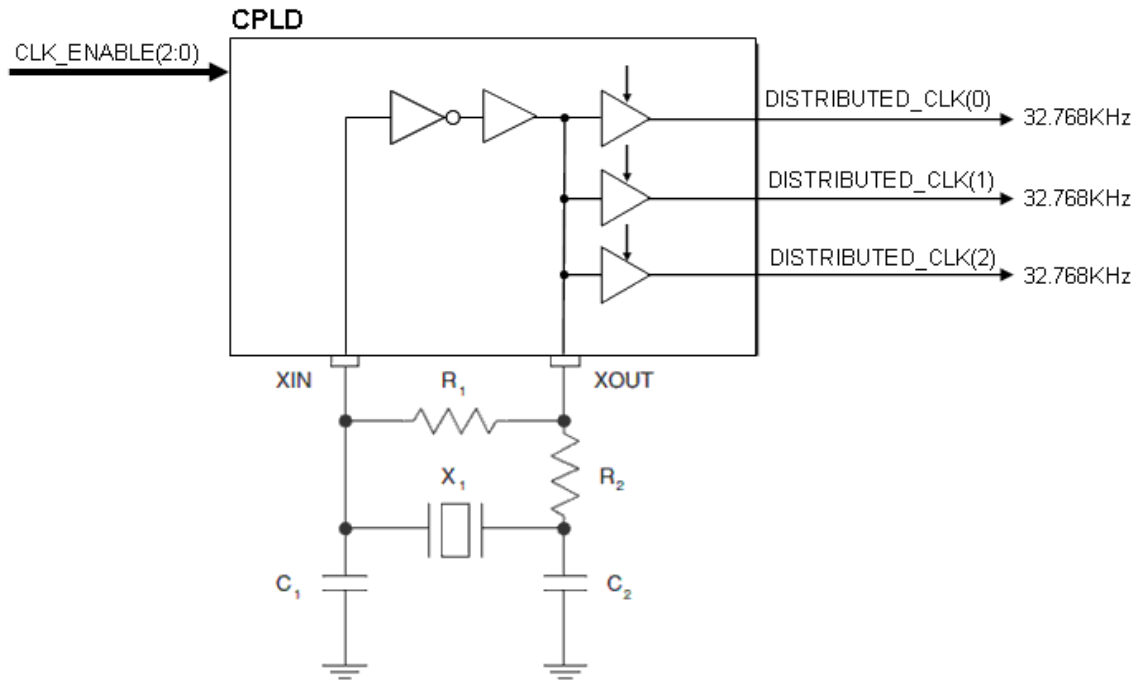 CPLD
CLK_ENABLE(2:0)
DISTRIBUTED_CLK(0)
32.768KHz
DISTRIBUTED_CLK(1)
32.768KHz
DISTRIBUTED_CLK(2)
32.768KHz
XIN
R₁
XOUT
X₁
R₂
C₁
C₂